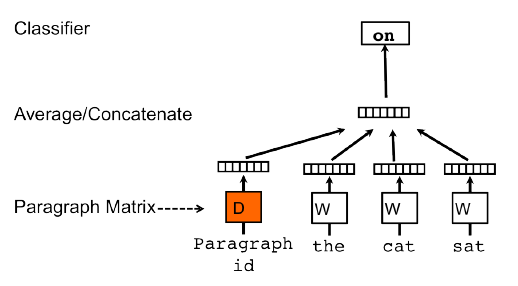 Classifier
on
Average/Concatenate
Paragraph Matrix
D
W
W
W
Paragraph
id
the
cat
sat